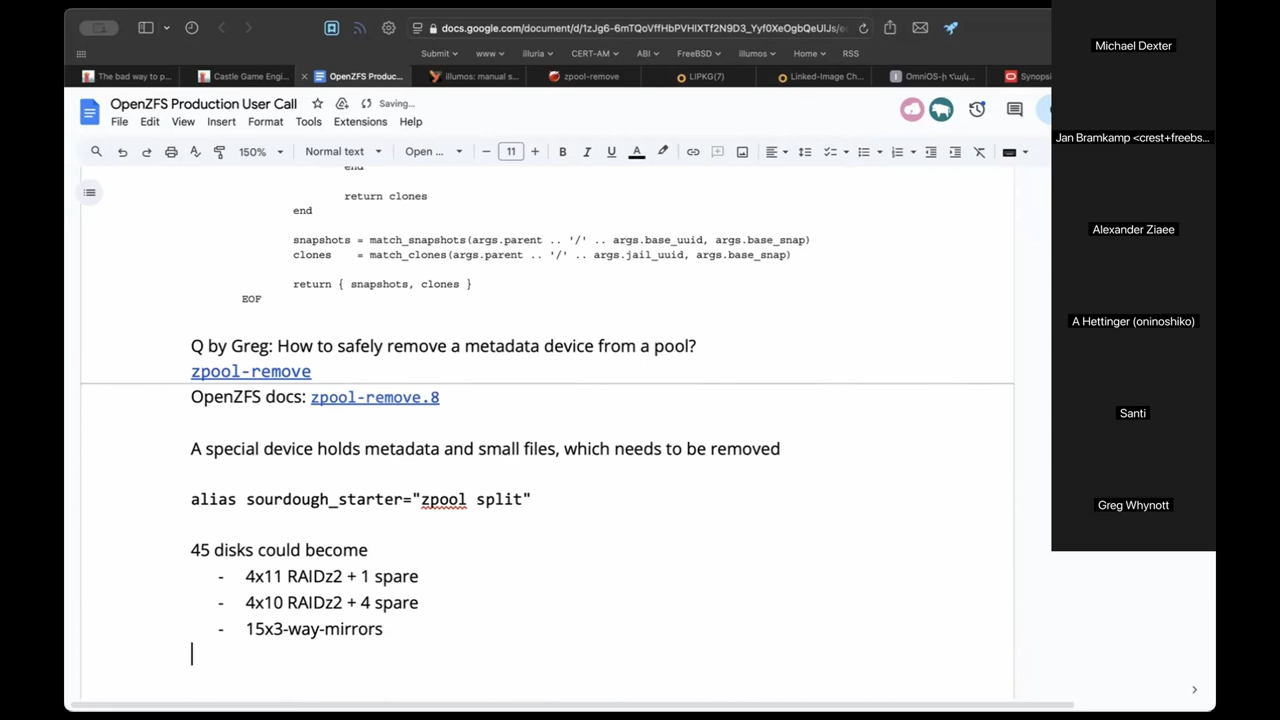 docs.google.com/document/d/1zJg6-6mTQoVffHbPVHlXTf2N9D3_Yyf0XeOgbQeUlJs/e
Submit www illuria CERT-AM ABI FreeBSD illumos Home RSS
The bad way to p... Castle Game Engi... OpenZFS Produc... illumos: manual s... zpool-remove LIPKG(7) Linked-Image Ch... OmniOS-ի Հայկ... Synopsi
OpenZFS Production User Call Saving...
File Edit View Insert Format Tools Extensions Help
150% Normal text Open ... 11
end
return clones
end
snapshots = match_snapshots(args.parent .. '/' .. args.base_uuid, args.base_snap)
clones = match_clones(args.parent .. '/' .. args.jail_uuid, args.base_snap)
return { snapshots, clones }
EOF
Q by Greg: How to safely remove a metadata device from a pool?
zpool-remove
OpenZFS docs: zpool-remove.8
A special device holds metadata and small files, which needs to be removed
alias sourdough_starter="zpool split"
45 disks could become
- 4x11 RAIDz2 + 1 spare
- 4x10 RAIDz2 + 4 spare
- 15x3-way-mirrors
Michael Dexter
Jan Bramkamp <crest+freebs...
Alexander Ziaee
A Hettinger (oninoshiko)
Santi
Greg Whynott